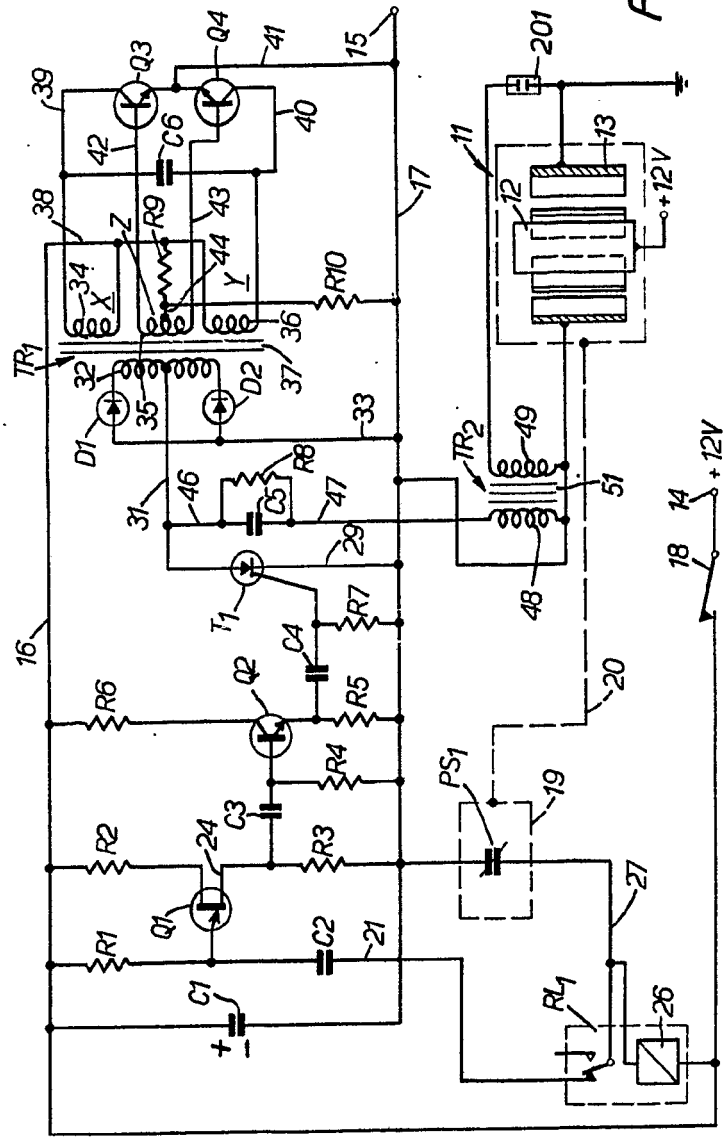 F
16
R1
R2
R6
C1
+
−
Q1
24
C2
21
R3
C3
R4
Q2
R5
C4
R7
T1
29
31
46
C5
R8
47
33
D1
D2
TR1
32
35
37
34
X
38
39
42
Z
R9
C6
44
43
Y
36
R10
Q3
Q4
40
41
15
17
RL1
26
27
PS1
19
20
48
TR2
49
51
11
12
13
+12V
201
18
14
+12V